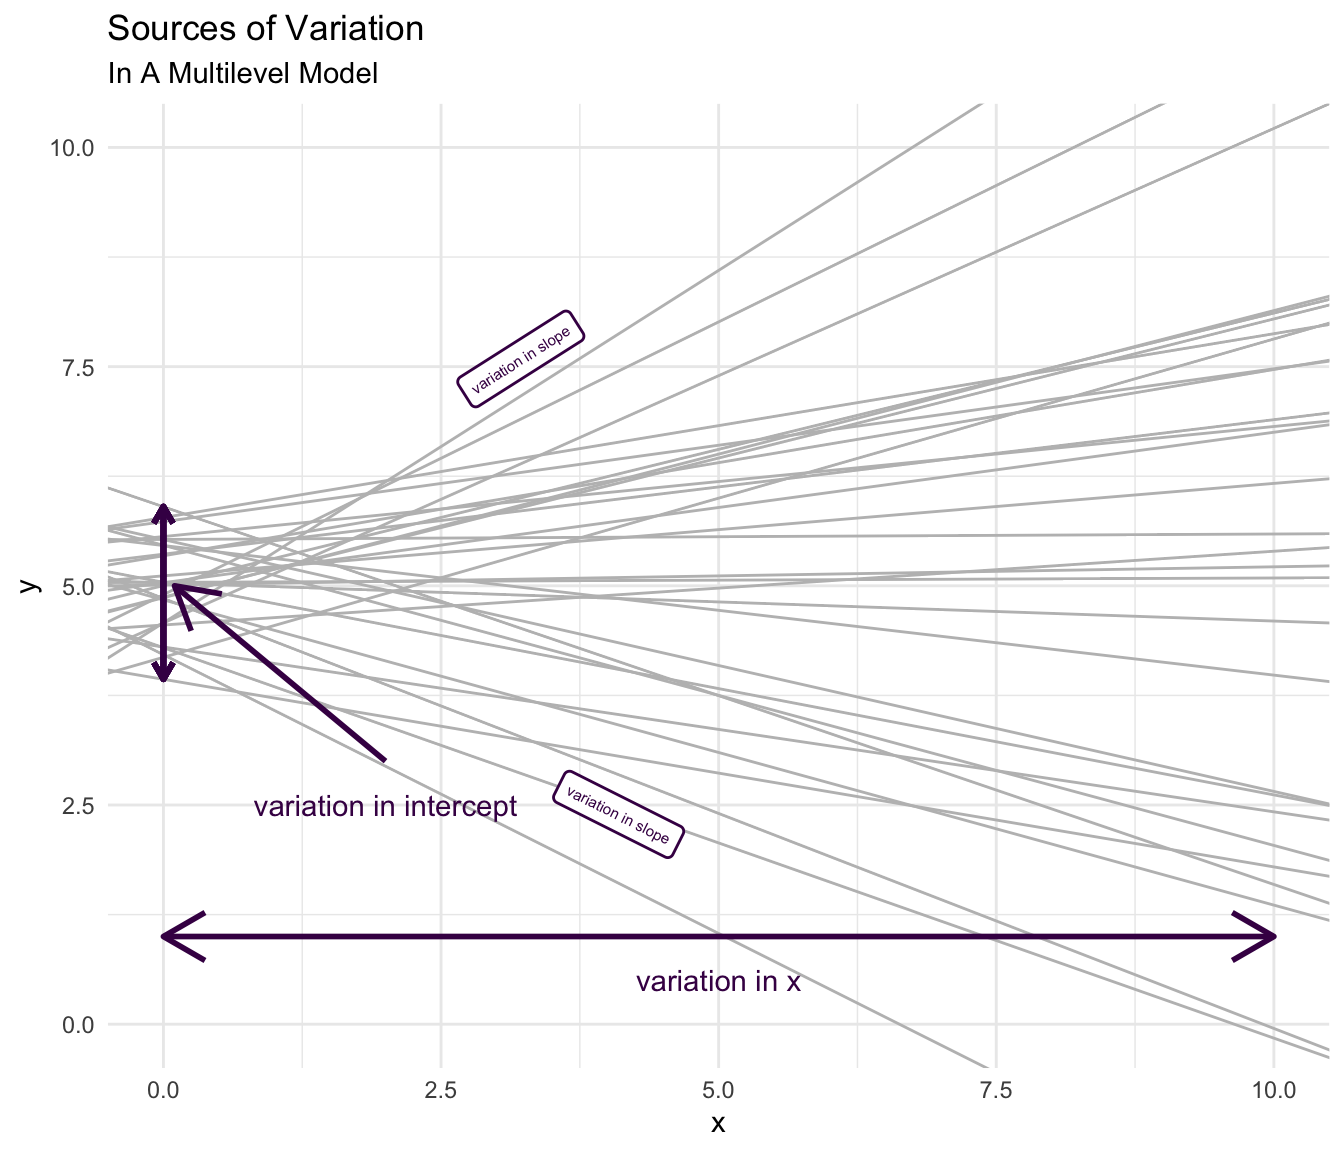 Sources of Variation
In A Multilevel Model
10.0
7.5
5.0
2.5
0.0
y
variation in slope
variation in intercept
variation in slope
variation in x
0.0 2.5 5.0 7.5 10.0
x